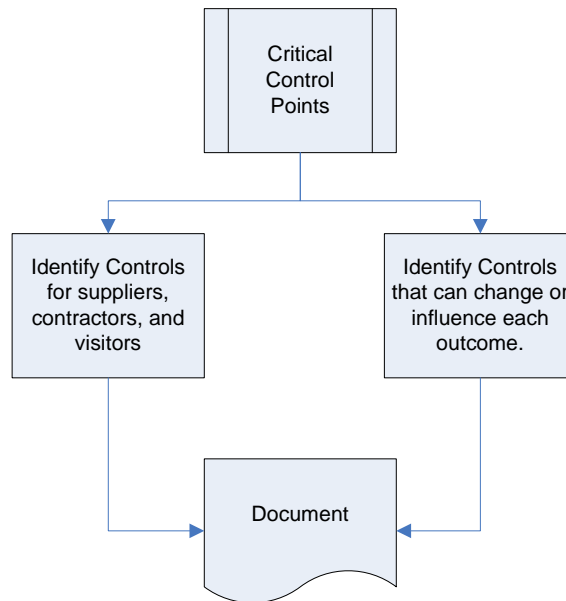 Critical
Control
Points
Identify Controls
for suppliers,
contractors, and
visitors
Identify Controls
that can change or
influence each
outcome.
Document